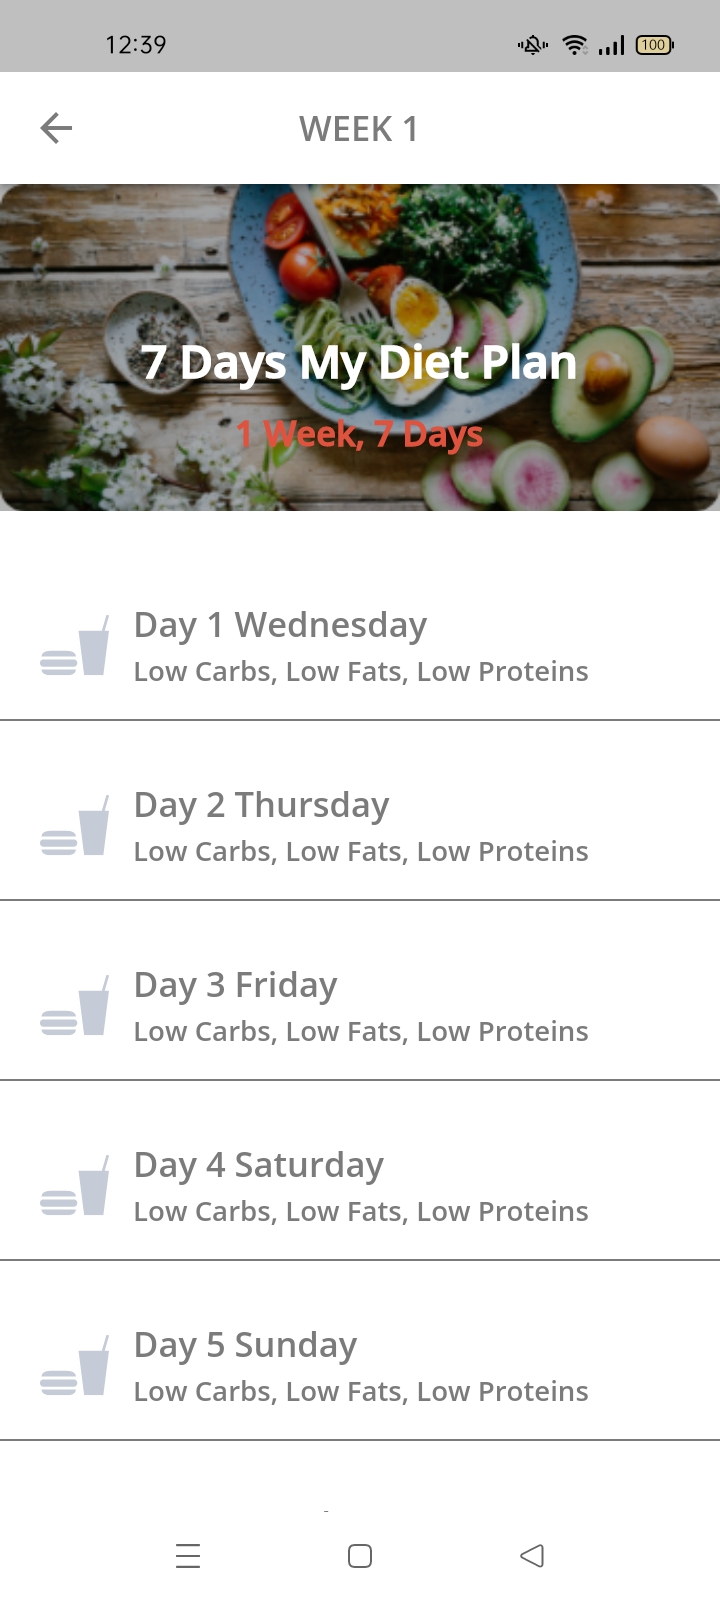 12:39
100
WEEK 1
7 Days My Diet Plan
1 Week, 7 Days
Day 1 Wednesday
Low Carbs, Low Fats, Low Proteins
Day 2 Thursday
Low Carbs, Low Fats, Low Proteins
Day 3 Friday
Low Carbs, Low Fats, Low Proteins
Day 4 Saturday
Low Carbs, Low Fats, Low Proteins
Day 5 Sunday
Low Carbs, Low Fats, Low Proteins